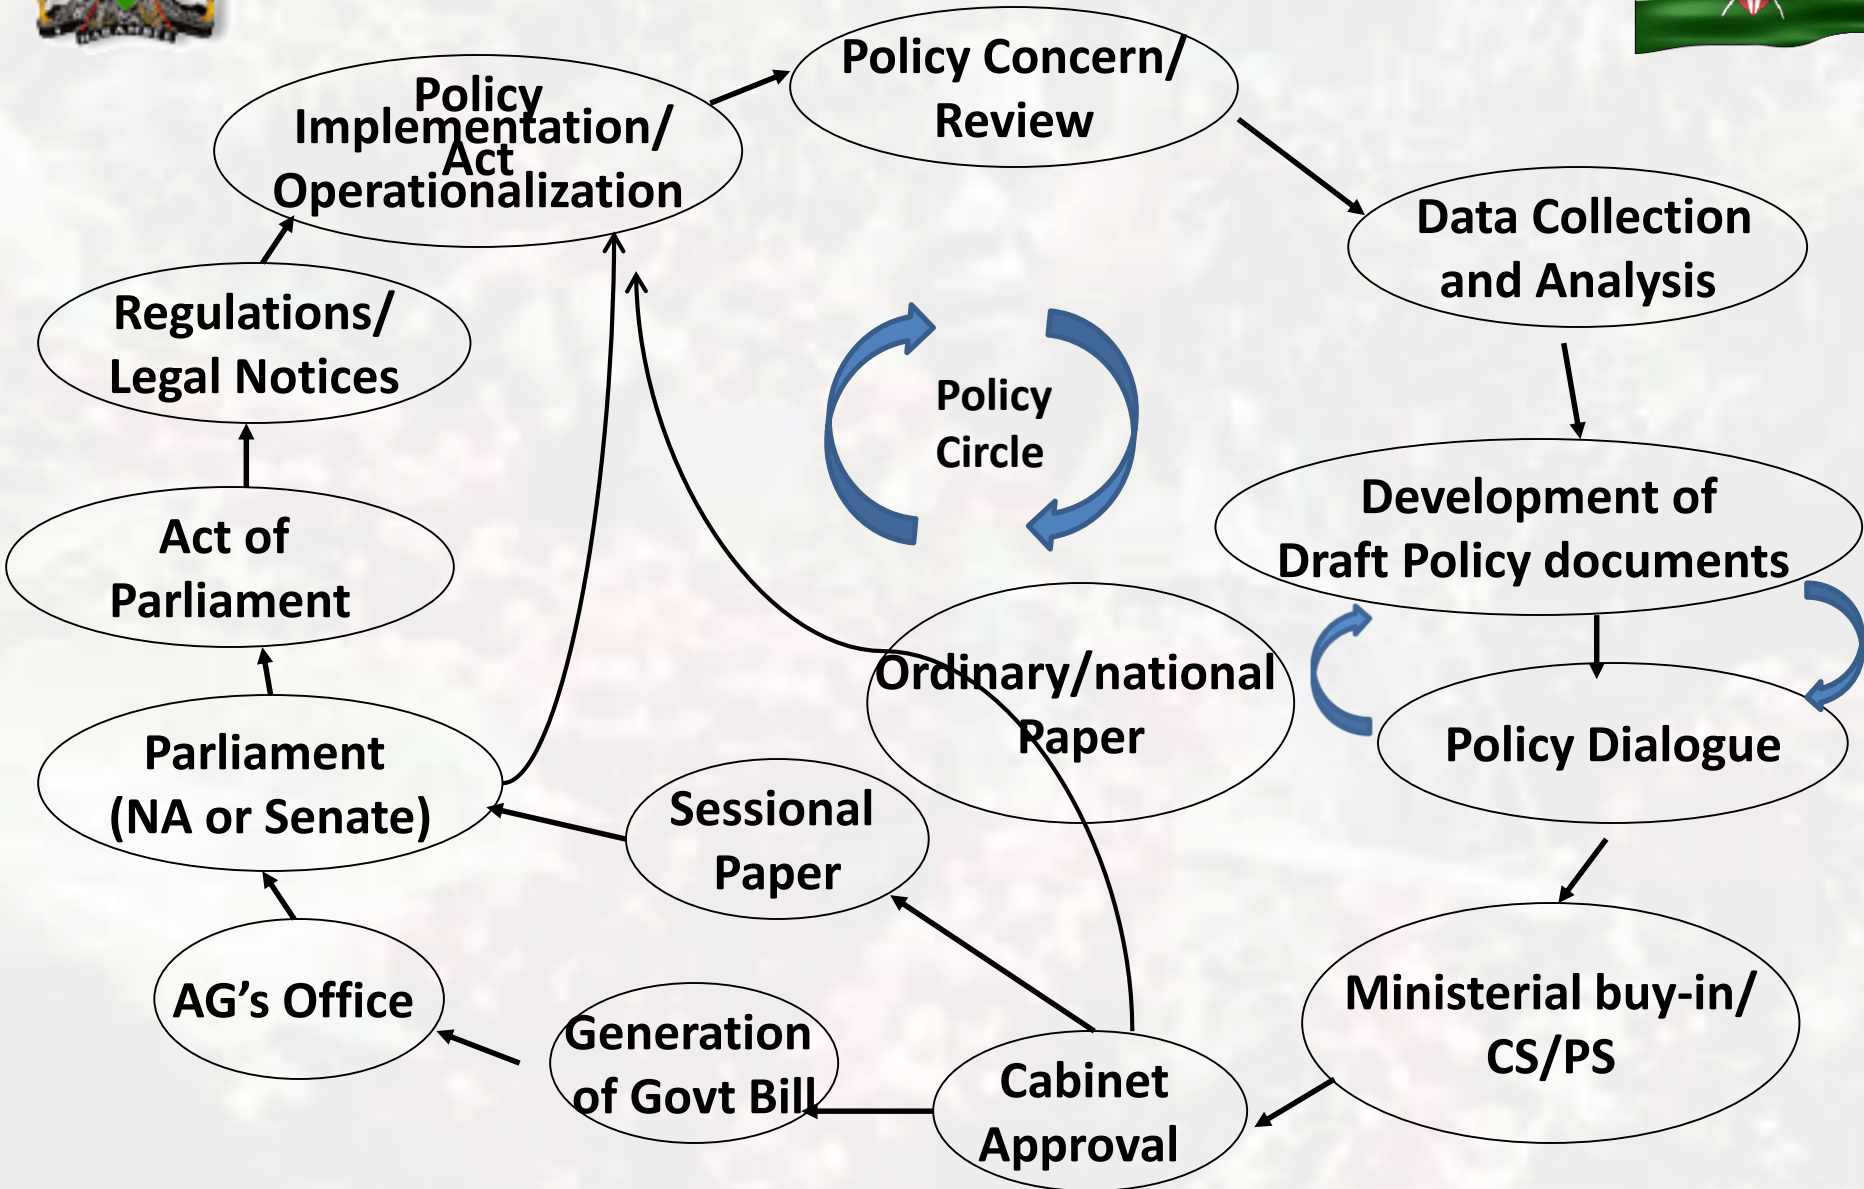 HARAMBEE
Policy Concern/
Review
Policy
Implementation/
Act
Operationalization
Data Collection
and Analysis
Regulations/
Legal Notices
Policy
Circle
Development of
Draft Policy documents
Act of
Parliament
Ordinary/national
Paper
Policy Dialogue
Parliament
(NA or Senate)
Sessional
Paper
AG’s Office
Ministerial buy-in/
CS/PS
Generation
of Govt Bill
Cabinet
Approval